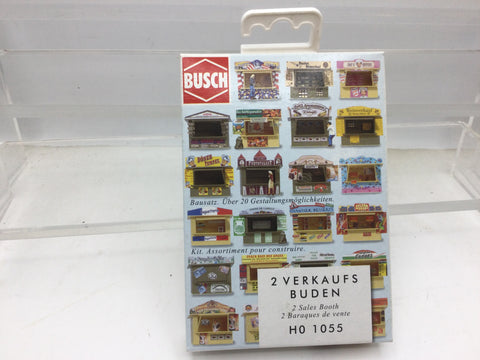 BUSCH
Bausatz. Über 20 Gestaltungsmöglichkeiten.
Kit. Assortiment pour construire.
2 VERKAUFS
BUDEN
2 Sales Booth
2 Baraques de vente
H0 1055